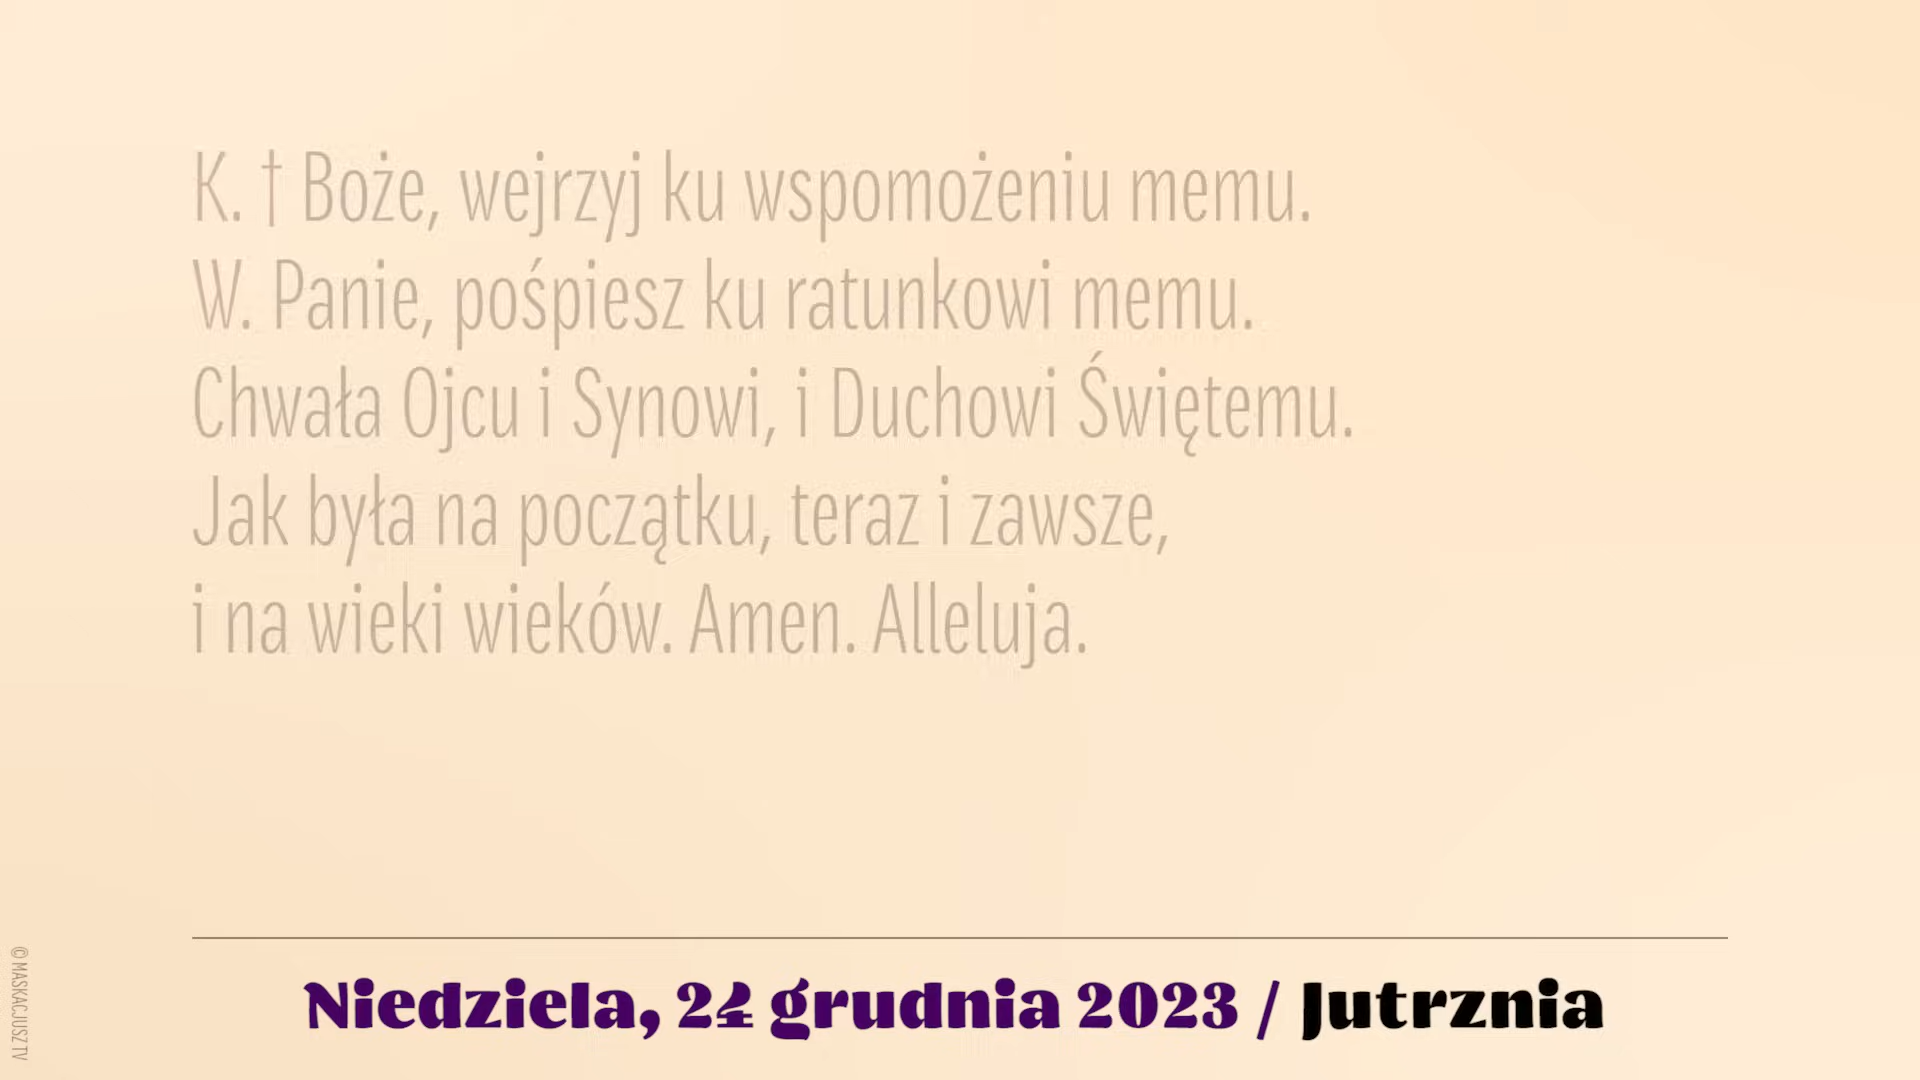 K. † Boże, wejrzyj ku wspomożeniu memu.
W. Panie, pośpiesz ku ratunkowi memu.
Chwała Ojcu i Synowi, i Duchowi Świętemu.
Jak była na początku, teraz i zawsze,
i na wieki wieków. Amen. Alleluja.
Niedziela, 24 grudnia 2023 / Jutrznia
© MASKACJUSZ TV